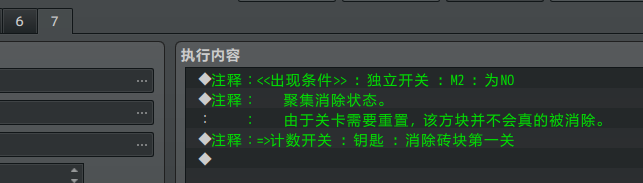 6
7
执行内容
◆注释:<<出现条件>> : 独立开关 : M2 : 为NO
◆注释: 聚集消除状态。
: : 由于关卡需要重置, 该方块并不会真的被消除。
◆注释:=>计数开关 : 钥匙 : 消除砖块第一关
◆